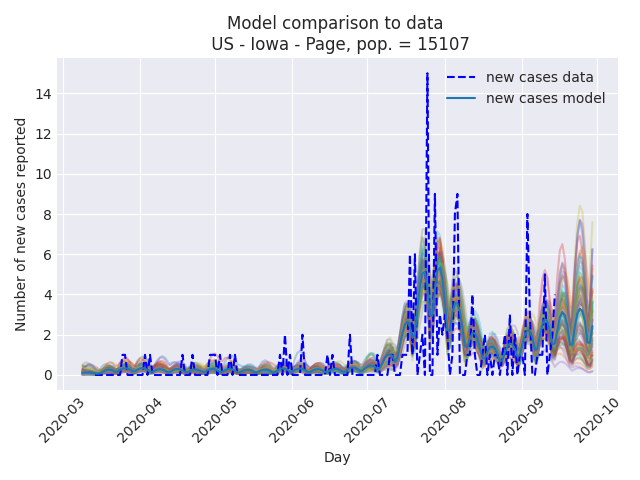 Model comparison to data
US - Iowa - Page, pop. = 15107
new cases data
new cases model
Number of new cases reported
14
12
10
8
6
4
2
0
2020-03
2020-04
2020-05
2020-06
2020-07
2020-08
2020-09
2020-10
Day